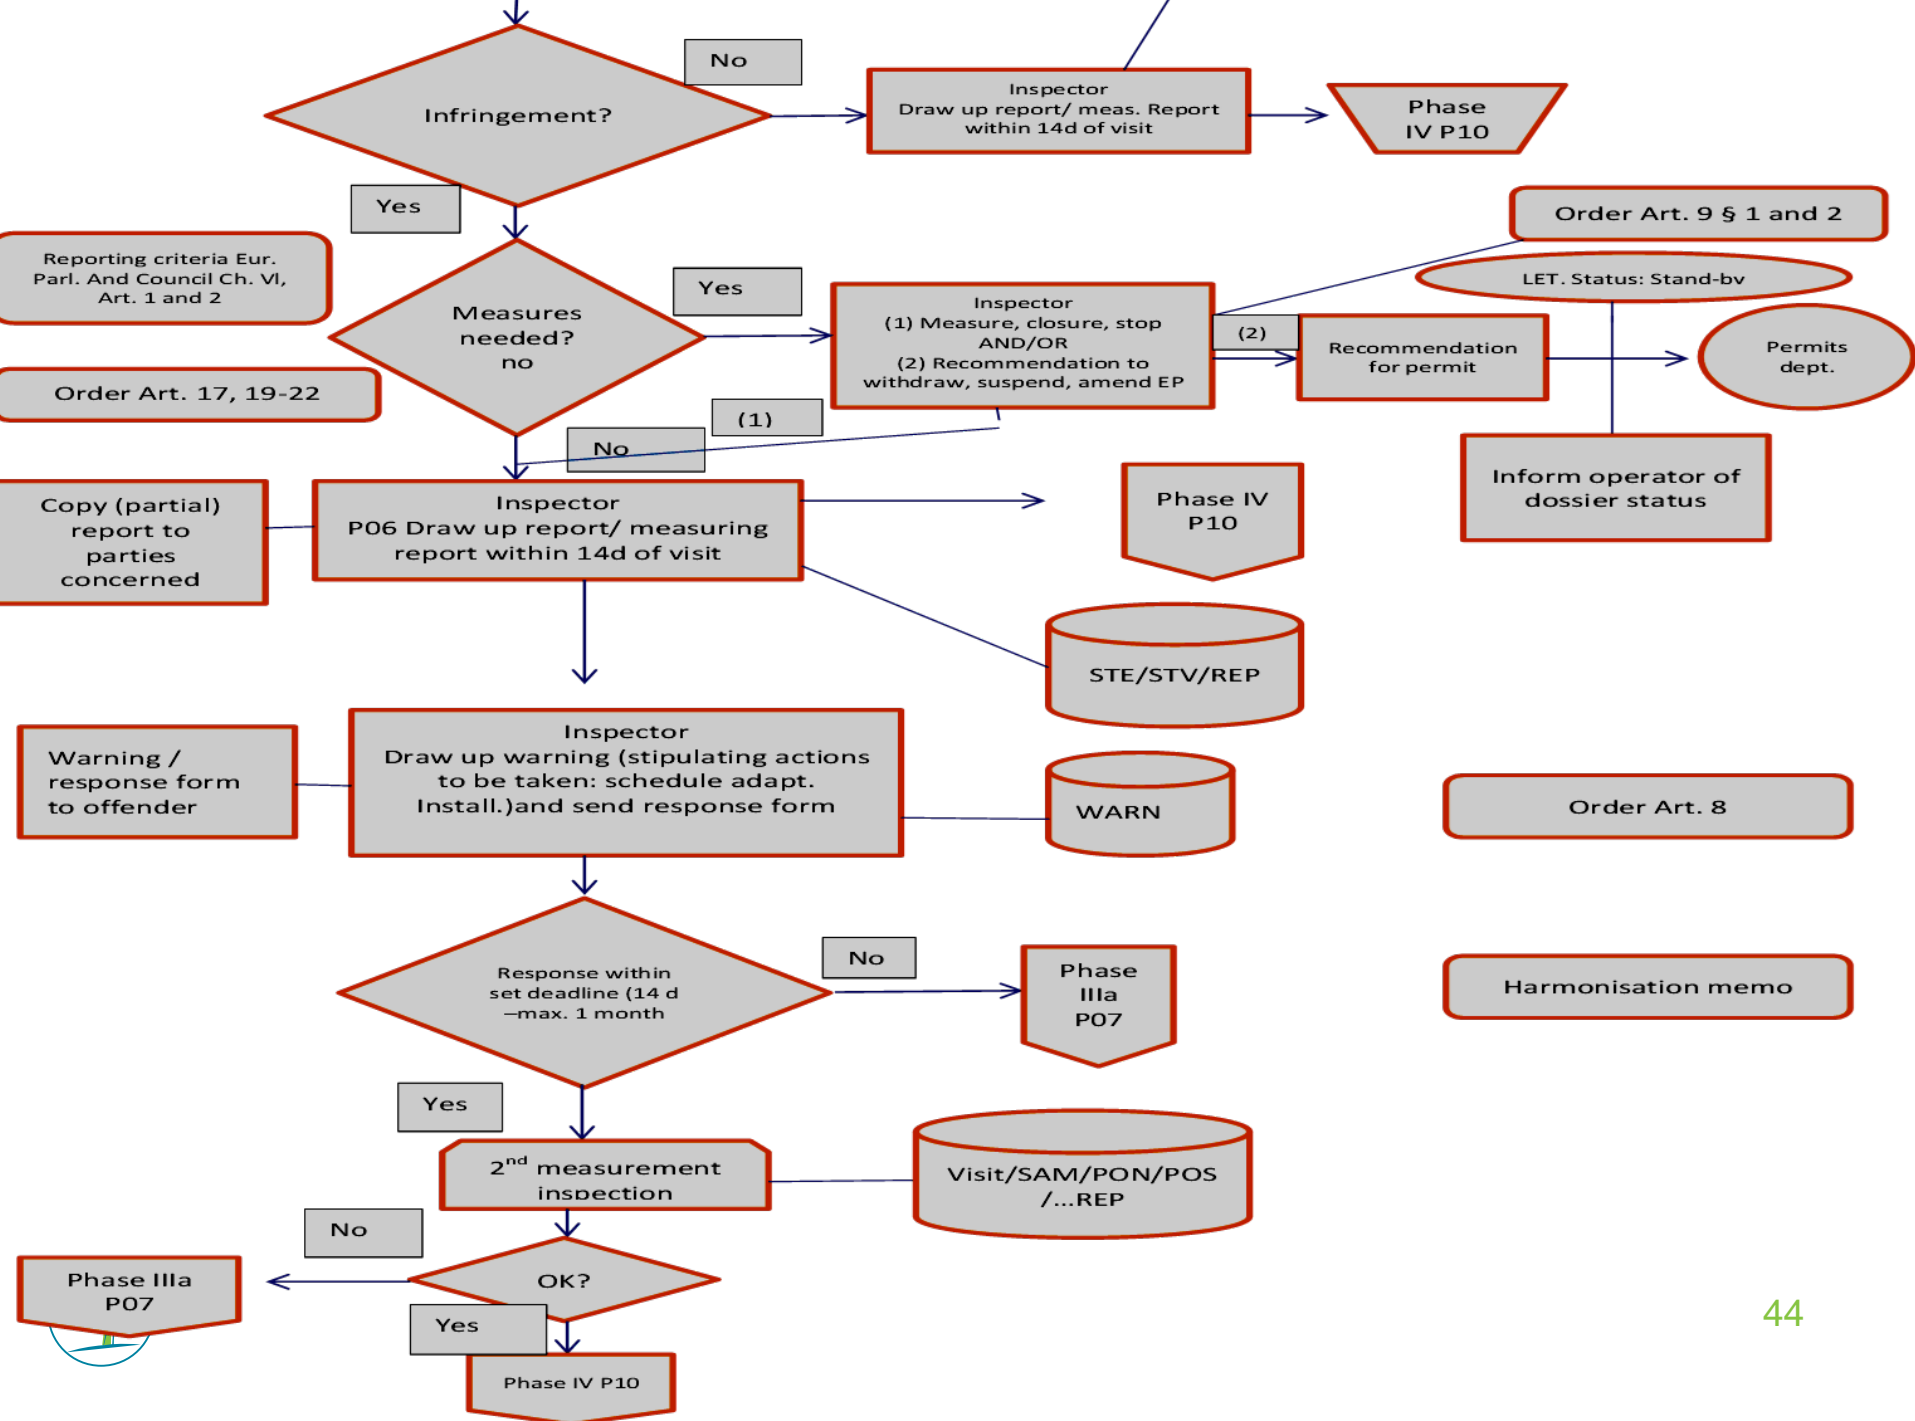 No
Infringement?
Inspector
Draw up report/ meas. Report
within 14d of visit
Phase
IV P10
Yes
Order Art. 9 § 1 and 2
Reporting criteria Eur.
Parl. And Council Ch. Vl,
Art. 1 and 2
Measures
needed?
no
Yes
Inspector
(1) Measure, closure, stop
AND/OR
(2) Recommendation to
withdraw, suspend, amend EP
LET. Status: Stand-bv
(2)
Recommendation
for permit
Permits
dept.
Order Art. 17, 19-22
(1)
No
Copy (partial)
report to
parties
concerned
Inspector
P06 Draw up report/ measuring
report within 14d of visit
Phase IV
P10
Inform operator of
dossier status
STE/STV/REP
Warning /
response form
to offender
Inspector
Draw up warning (stipulating actions
to be taken: schedule adapt.
Install.)and send response form
WARN
Order Art. 8
Response within
set deadline (14 d
–max. 1 month
No
Phase
IIIa
P07
Harmonisation memo
Yes
2nd measurement
inspection
Visit/SAM/PON/POS
/...REP
No
Phase IIIa
P07
OK?
Yes
Phase IV P10
44